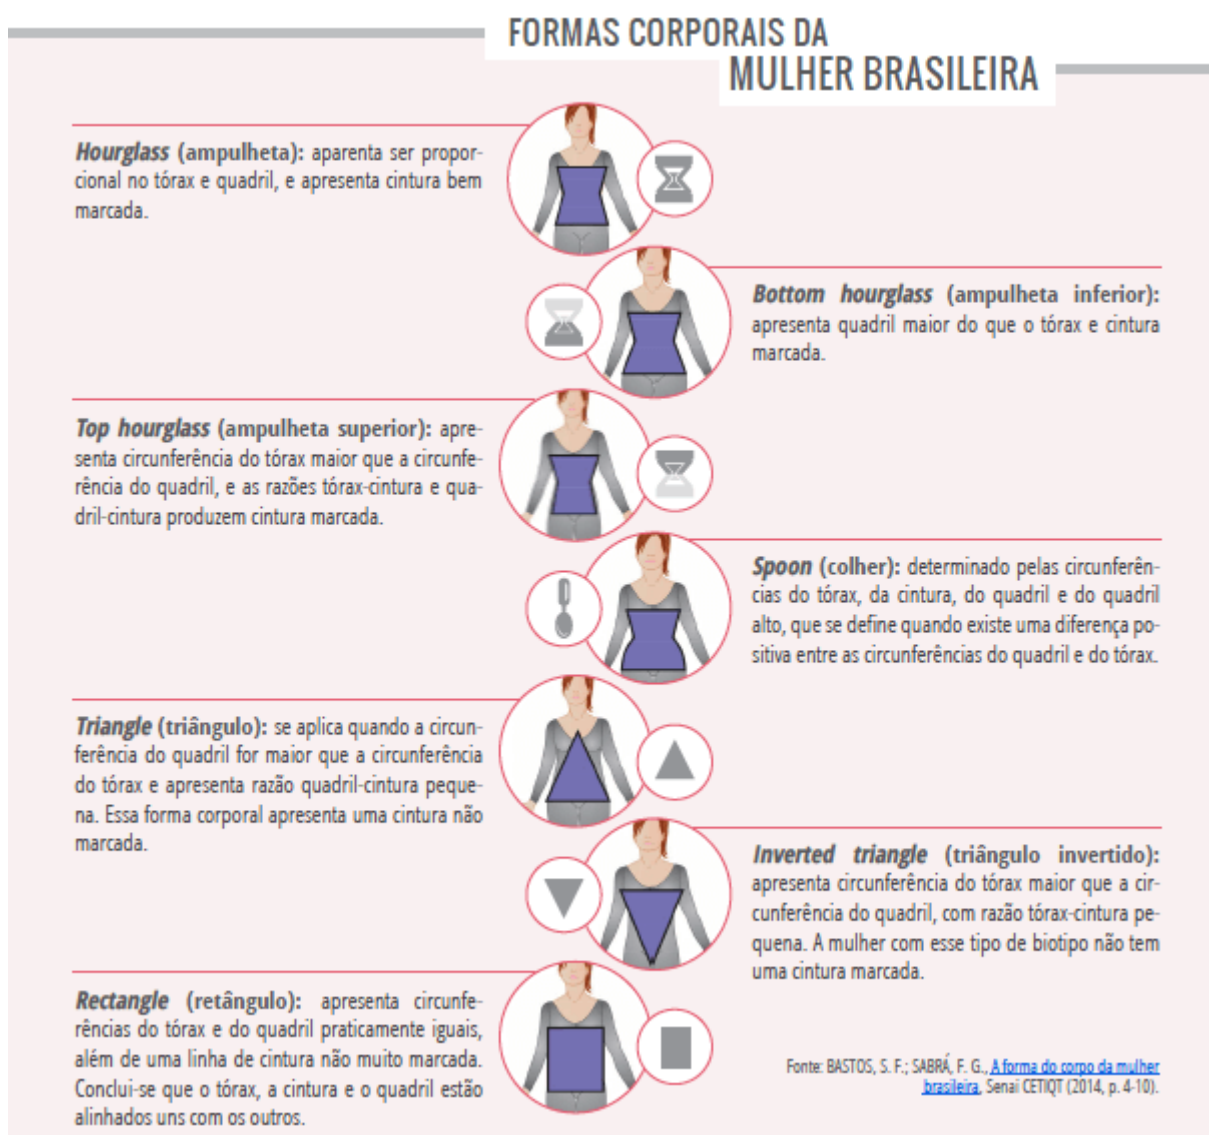 FORMAS CORPORAIS DA
MULHER BRASILEIRA
Hourglass (ampulheta): aparenta ser propor-
cional no tórax e quadril, e apresenta cintura bem
marcada.
Bottom hourglass (ampulheta inferior):
apresenta quadril maior do que o tórax e cintura
marcada.
Top hourglass (ampulheta superior): apre-
senta circunferência do tórax maior que a circunfe-
rência do quadril, e as razões tórax-cintura e qua-
dril-cintura produzem cintura marcada.
Spoon (colher): determinado pelas circunferên-
cias do tórax, da cintura, do quadril e do quadril
alto, que se define quando existe uma diferença po-
sitiva entre as circunferências do quadril e do tórax.
Triangle (triângulo): se aplica quando a circun-
ferência do quadril for maior que a circunferência
do tórax e apresenta razão quadril-cintura peque-
na. Essa forma corporal apresenta uma cintura não
marcada.
Inverted triangle (triângulo invertido):
apresenta circunferência do tórax maior que a cir-
cunferência do quadril, com razão tórax-cintura pe-
quena. A mulher com esse tipo de biotipo não tem
uma cintura marcada.
Rectangle (retângulo): apresenta circunfe-
rências do tórax e do quadril praticamente iguais,
além de uma linha de cintura não muito marcada.
Conclui-se que o tórax, a cintura e o quadril estão
alinhados uns com os outros.
Fonte: BASTOS, S. F.; SABRÁ, F. G., A forma do corpo da mulher
brasileira, Senai CETIQT (2014, p. 4-10).